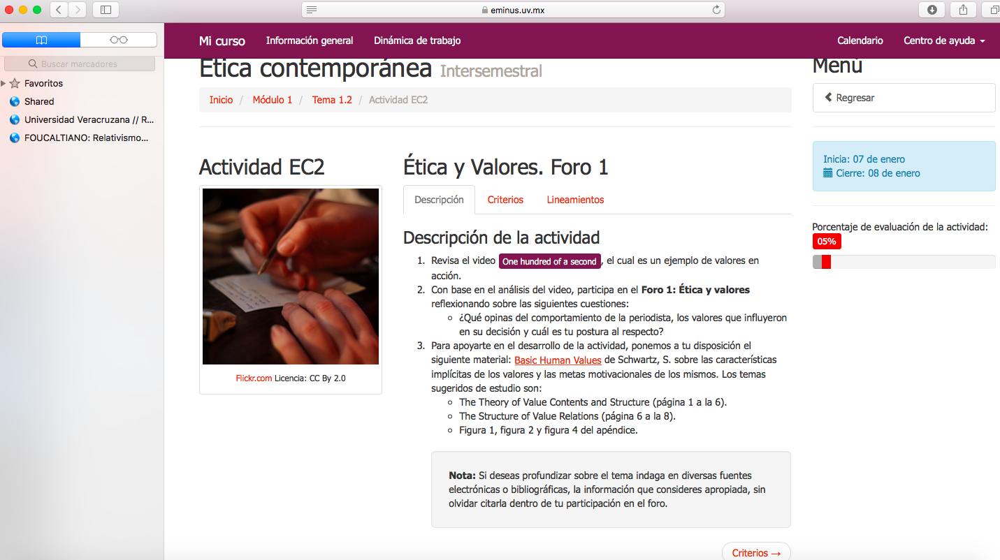 eminus.uv.mx
Buscar marcadores
Favoritos
Shared
Universidad Veracruzana // R...
FOUCALTIANO: Relativismo...
Mi curso
Información general
Dinámica de trabajo
Calendario
Centro de ayuda
Ética contemporánea Intersemestral
Inicio / Módulo 1 / Tema 1.2 / Actividad EC2
Actividad EC2
Flickr.com Licencia: CC By 2.0
Ética y Valores. Foro 1
Descripción
Criterios
Lineamientos
Descripción de la actividad
1. Revisa el video One hundred of a second, el cual es un ejemplo de valores en
acción.
2. Con base en el análisis del video, participa en el Foro 1: Ética y valores
reflexionando sobre las siguientes cuestiones:
¿Qué opinas del comportamiento de la periodista, los valores que influyeron
en su decisión y cuál es tu postura al respecto?
3. Para apoyarte en el desarrollo de la actividad, ponemos a tu disposición el
siguiente material: Basic Human Values de Schwartz, S. sobre las características
implícitas de los valores y las metas motivacionales de los mismos. Los temas
sugeridos de estudio son:
The Theory of Value Contents and Structure (página 1 a la 6).
The Structure of Value Relations (página 6 a la 8).
Figura 1, figura 2 y figura 4 del apéndice.
Nota: Si deseas profundizar sobre el tema indaga en diversas fuentes
electrónicas o bibliográficas, la información que consideres apropiada, sin
olvidar citarla dentro de tu participación en el foro.
Criterios →
Menú
Regresar
Inicia: 07 de enero
Cierre: 08 de enero
Porcentaje de evaluación de la actividad:
05%